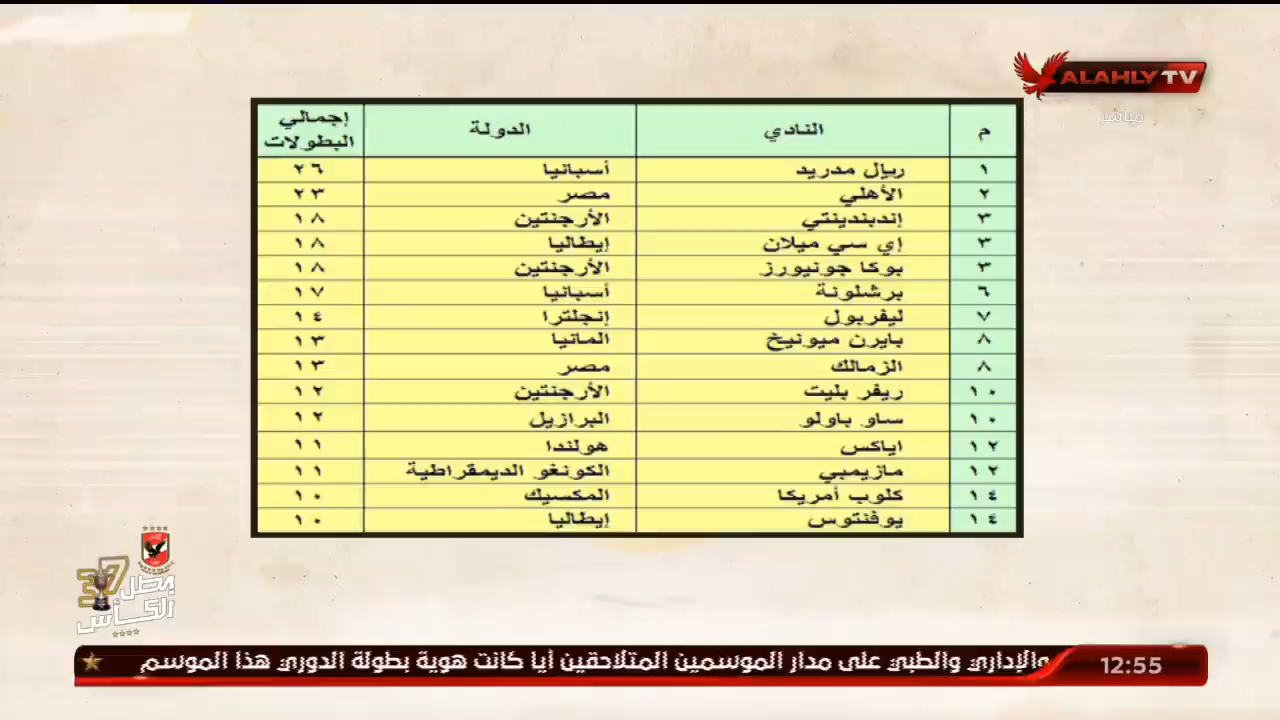 ALAHLY TV
مباشر
م النادي الدولة إجمالي البطولات
١ ريال مدريد أسبانيا ٢٦
٢ الأهلي مصر ٢٣
٣ إندبندينتي الأرجنتين ١٨
٣ إي سي ميلان إيطاليا ١٨
٣ بوكا جونيورز الأرجنتين ١٨
٦ برشلونة أسبانيا ١٧
٧ ليفربول إنجلترا ١٤
٨ بايرن ميونيخ المانيا ١٣
٨ الزمالك مصر ١٣
١٠ ريفر بليت الأرجنتين ١٢
١٠ ساو باولو البرازيل ١٢
١٢ اياكس هولندا ١١
١٢ مازيمبي الكونغو الديمقراطية ١١
١٤ كلوب أمريكا المكسيك ١٠
١٤ يوفنتوس إيطاليا ١٠
37
بطل
الكأس
والإداري والطبي على مدار الموسمين المتلاحقين أيا كانت هوية بطولة الدوري هذا الموسم
12:55